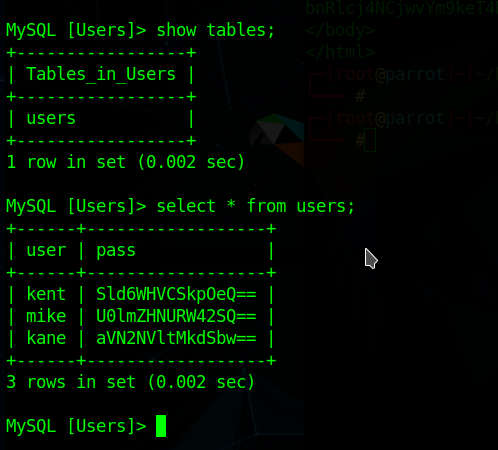 MySQL [Users]> show tables;
+-----------------+
| Tables_in_Users |
+-----------------+
| users           |
+-----------------+
1 row in set (0.002 sec)
MySQL [Users]> select * from users;
+------+------------------+
| user | pass             |
+------+------------------+
| kent | Sld6WHVCSkpOeQ== |
| mike | U0lmZHNURW42SQ== |
| kane | aVN2NVltMkdSbw== |
+------+------------------+
3 rows in set (0.002 sec)
MySQL [Users]>
</body>
</html>
[root@parrot]
#
[root@parrot]
#